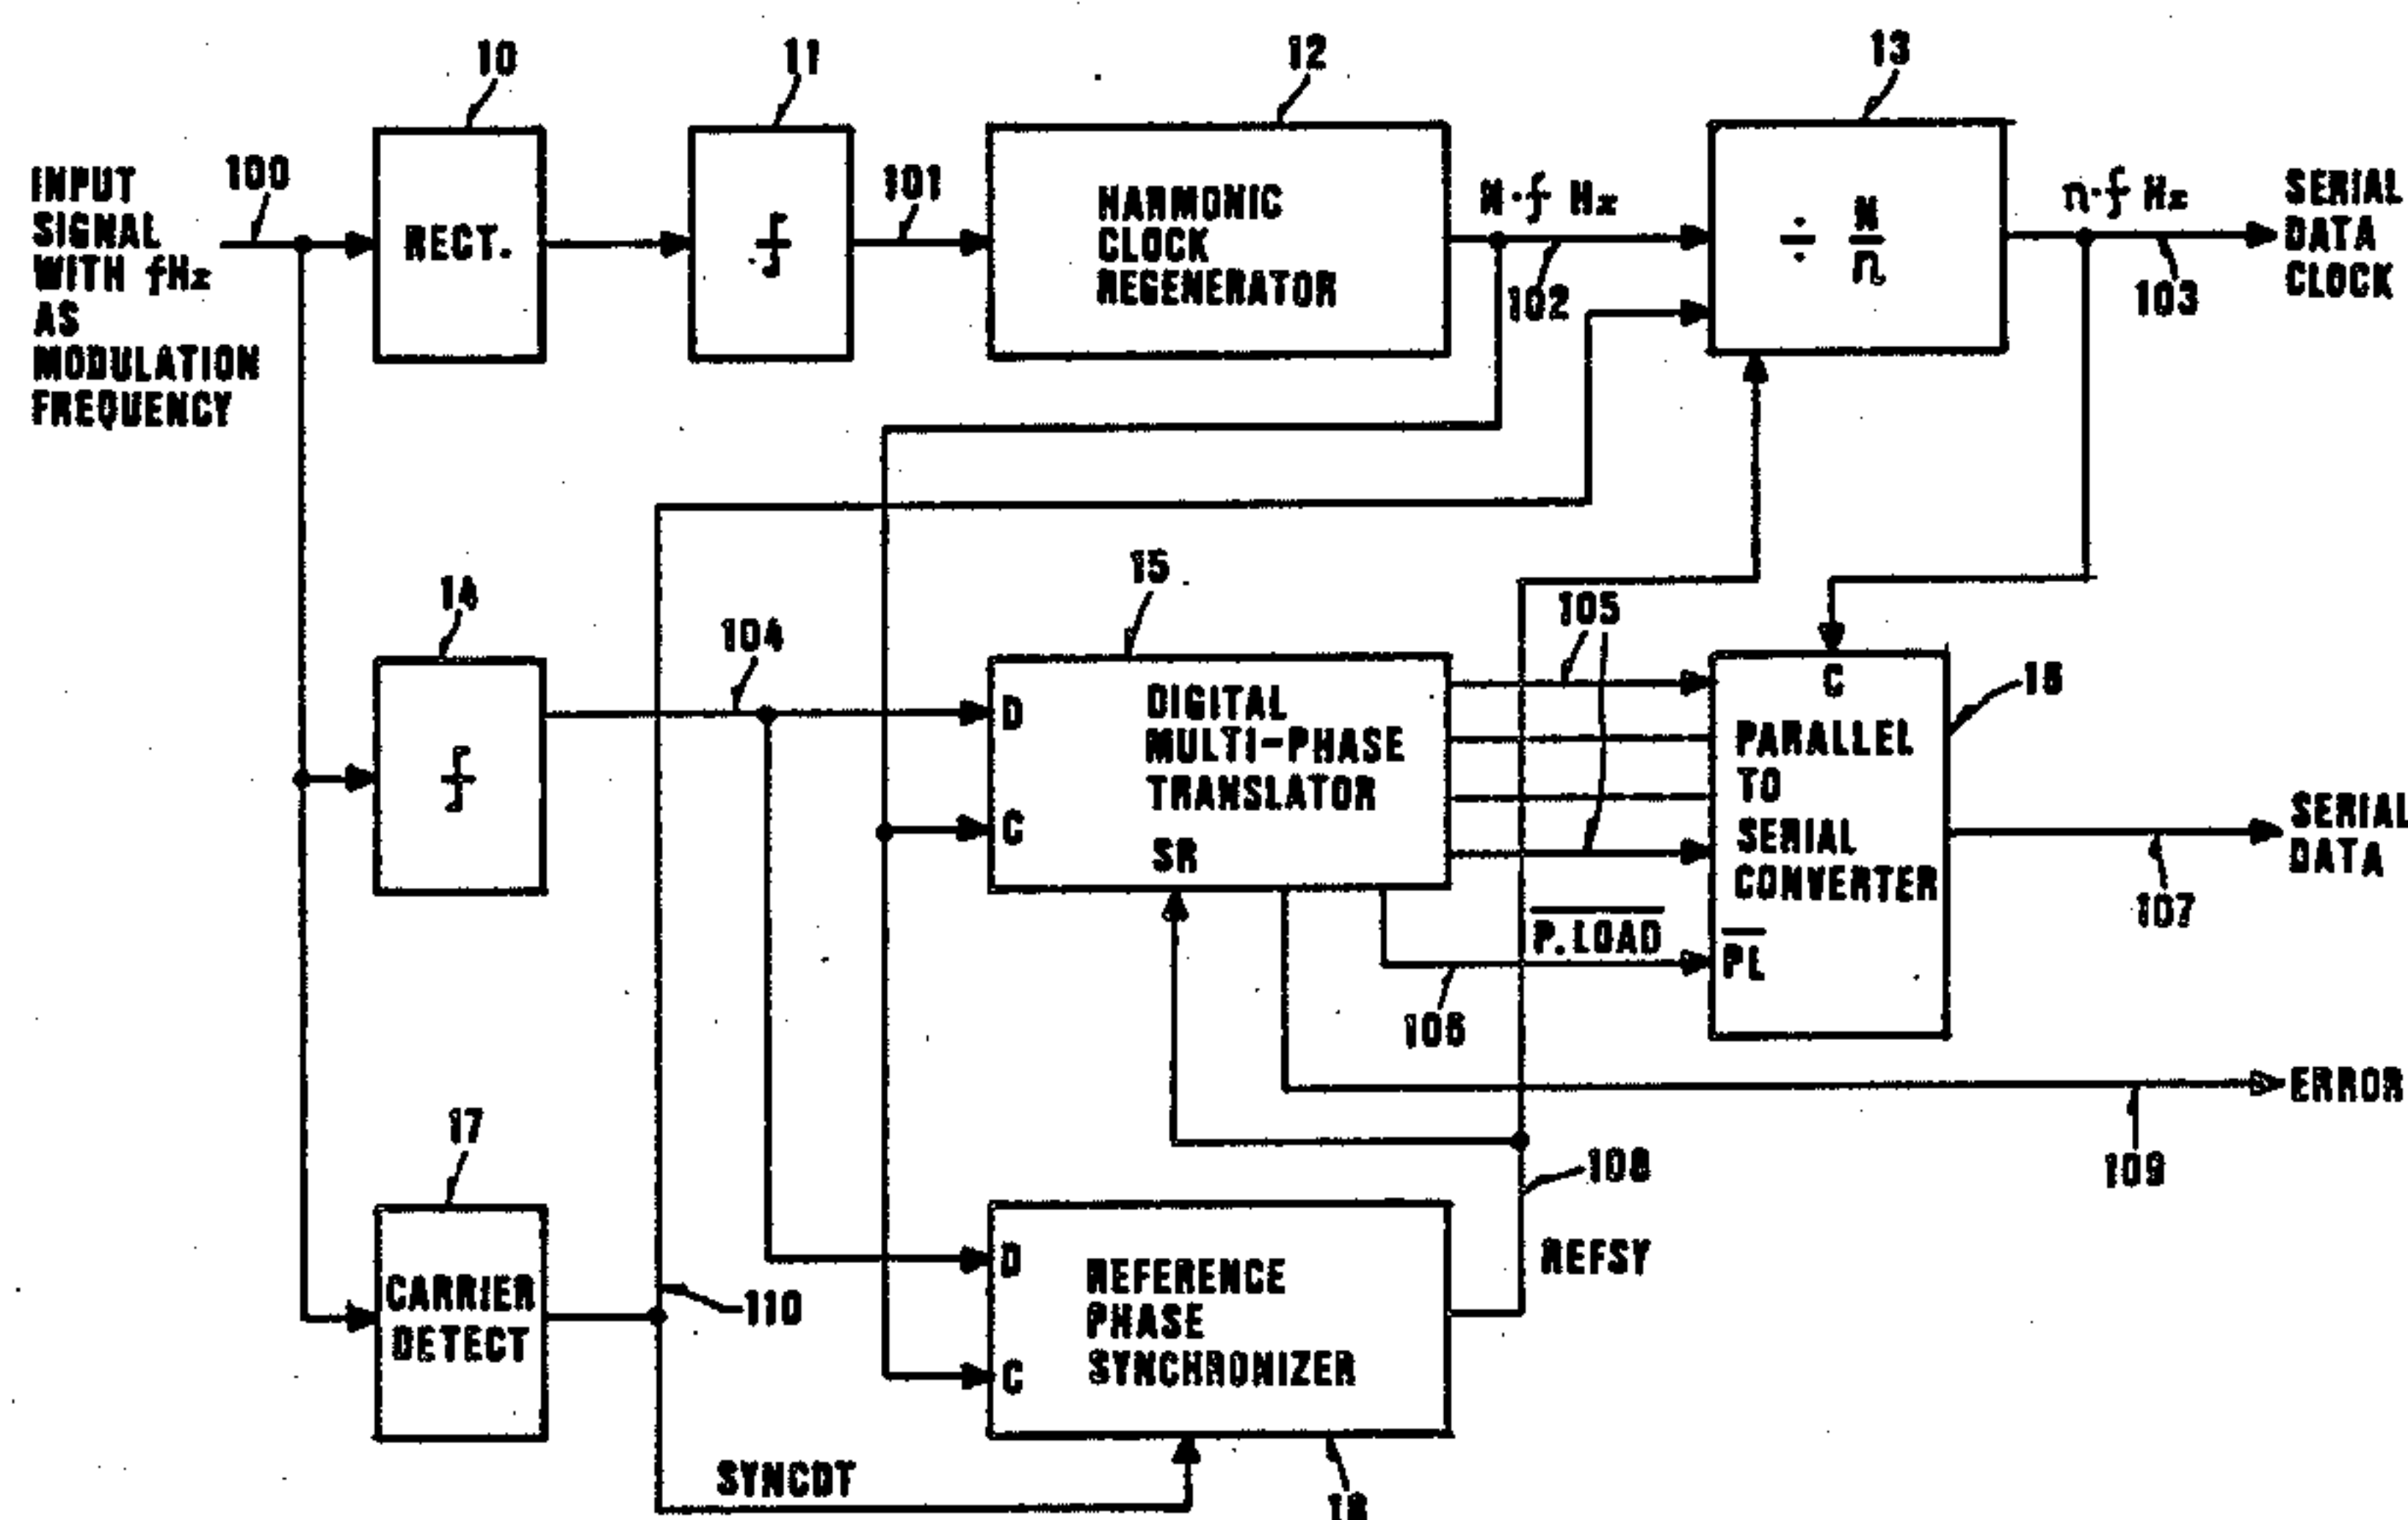 10
11
12
13
INPUT
SIGNAL
WITH fHz
AS
MODULATION
FREQUENCY
100
RECT.
101
HARMONIC
CLOCK
REGENERATOR
N·f Hz
102
÷ N/n
n·f Hz
103
SERIAL
DATA
CLOCK
14
104
15
D
C
DIGITAL
MULTI-PHASE
TRANSLATOR
SR
105
C
PARALLEL
TO
SERIAL
CONVERTER
PL
16
P.LOAD
106
SERIAL
DATA
107
ERROR
109
17
CARRIER
DETECT
110
SYNCDT
D
C
REFERENCE
PHASE
SYNCHRONIZER
108
REFSY